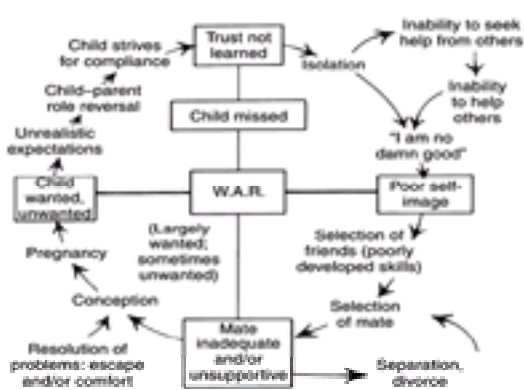 Child strives
for compliance
Trust not
learned
Isolation
Inability to seek
help from others
Inability
to help
others
"I am no
damn good"
Child-parent
role reversal
Unrealistic
expectations
Child missed
Child
wanted,
unwanted
W.A.R.
Poor self-
image
(Largely
wanted;
sometimes
unwanted)
Pregnancy
Conception
Selection of
friends (poorly
developed skills)
Selection
of mate
Resolution of
problems: escape
and/or comfort
Mate
inadequate
and/or
unsupportive
Separation,
divorce